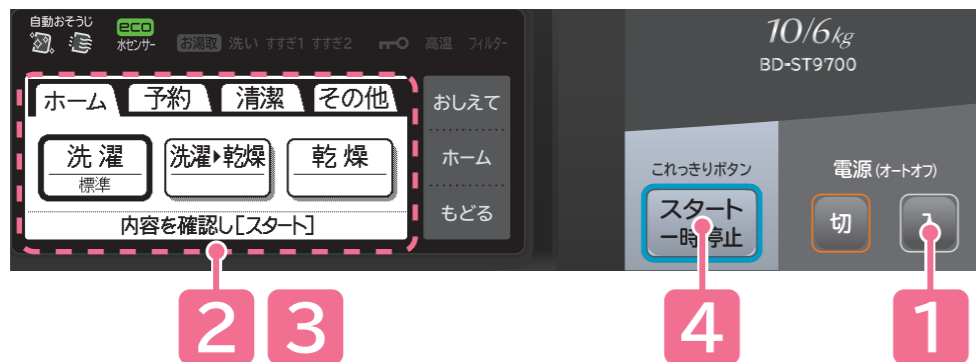 自動おそうじ
eco
水センサー
お湯取 洗い すすぎ1 すすぎ2 高温 フィルター
ホーム 予約 清潔 その他
洗濯
標準
洗濯▶乾燥
乾燥
内容を確認し[スタート]
おしえて
ホーム
もどる
10/6kg
BD-ST9700
これっきりボタン
スタート
一時停止
電源(オートオフ)
切
入
2 3 4 1